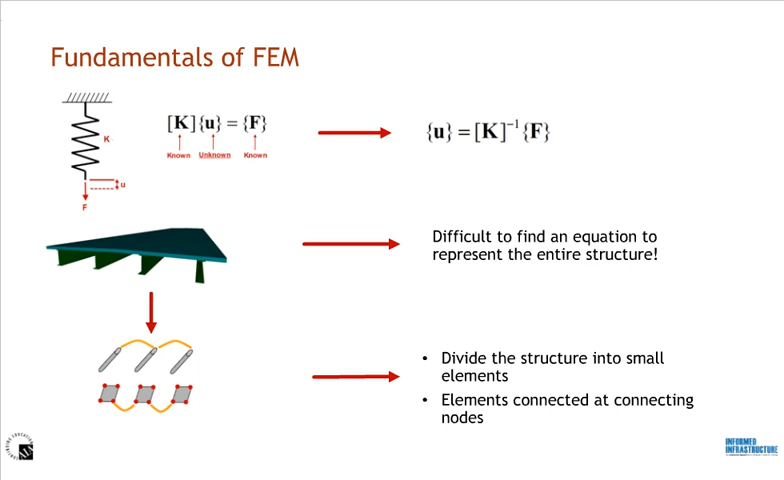 Fundamentals of FEM
K
[K]{u} = {F}
Known Unknown Known
{u} = [K]⁻¹{F}
u
F
Difficult to find an equation to
represent the entire structure!
• Divide the structure into small
elements
• Elements connected at connecting
nodes
INFORMED
INFRASTRUCTURE